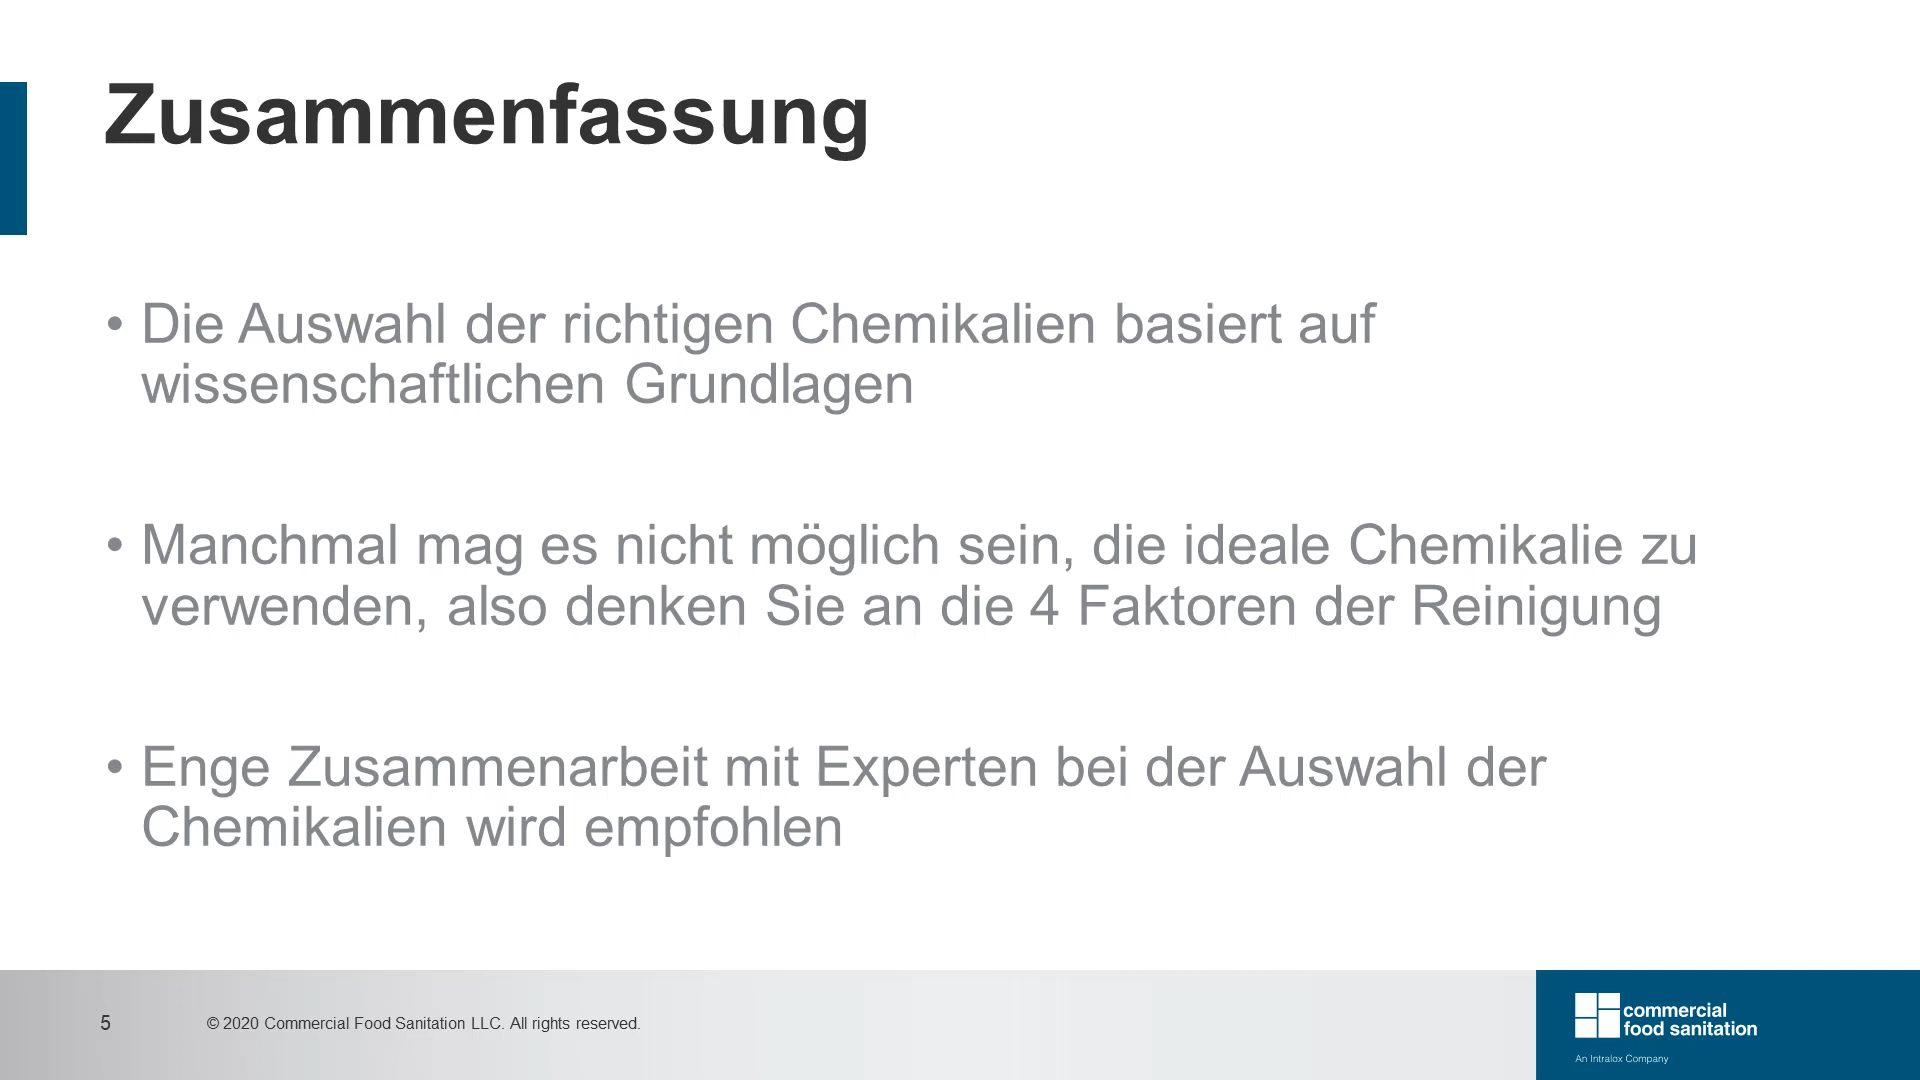 Zusammenfassung
• Die Auswahl der richtigen Chemikalien basiert auf
wissenschaftlichen Grundlagen
• Manchmal mag es nicht möglich sein, die ideale Chemikalie zu
verwenden, also denken Sie an die 4 Faktoren der Reinigung
• Enge Zusammenarbeit mit Experten bei der Auswahl der
Chemikalien wird empfohlen
5 © 2020 Commercial Food Sanitation LLC. All rights reserved.
commercial
food sanitation
An Intralox Company